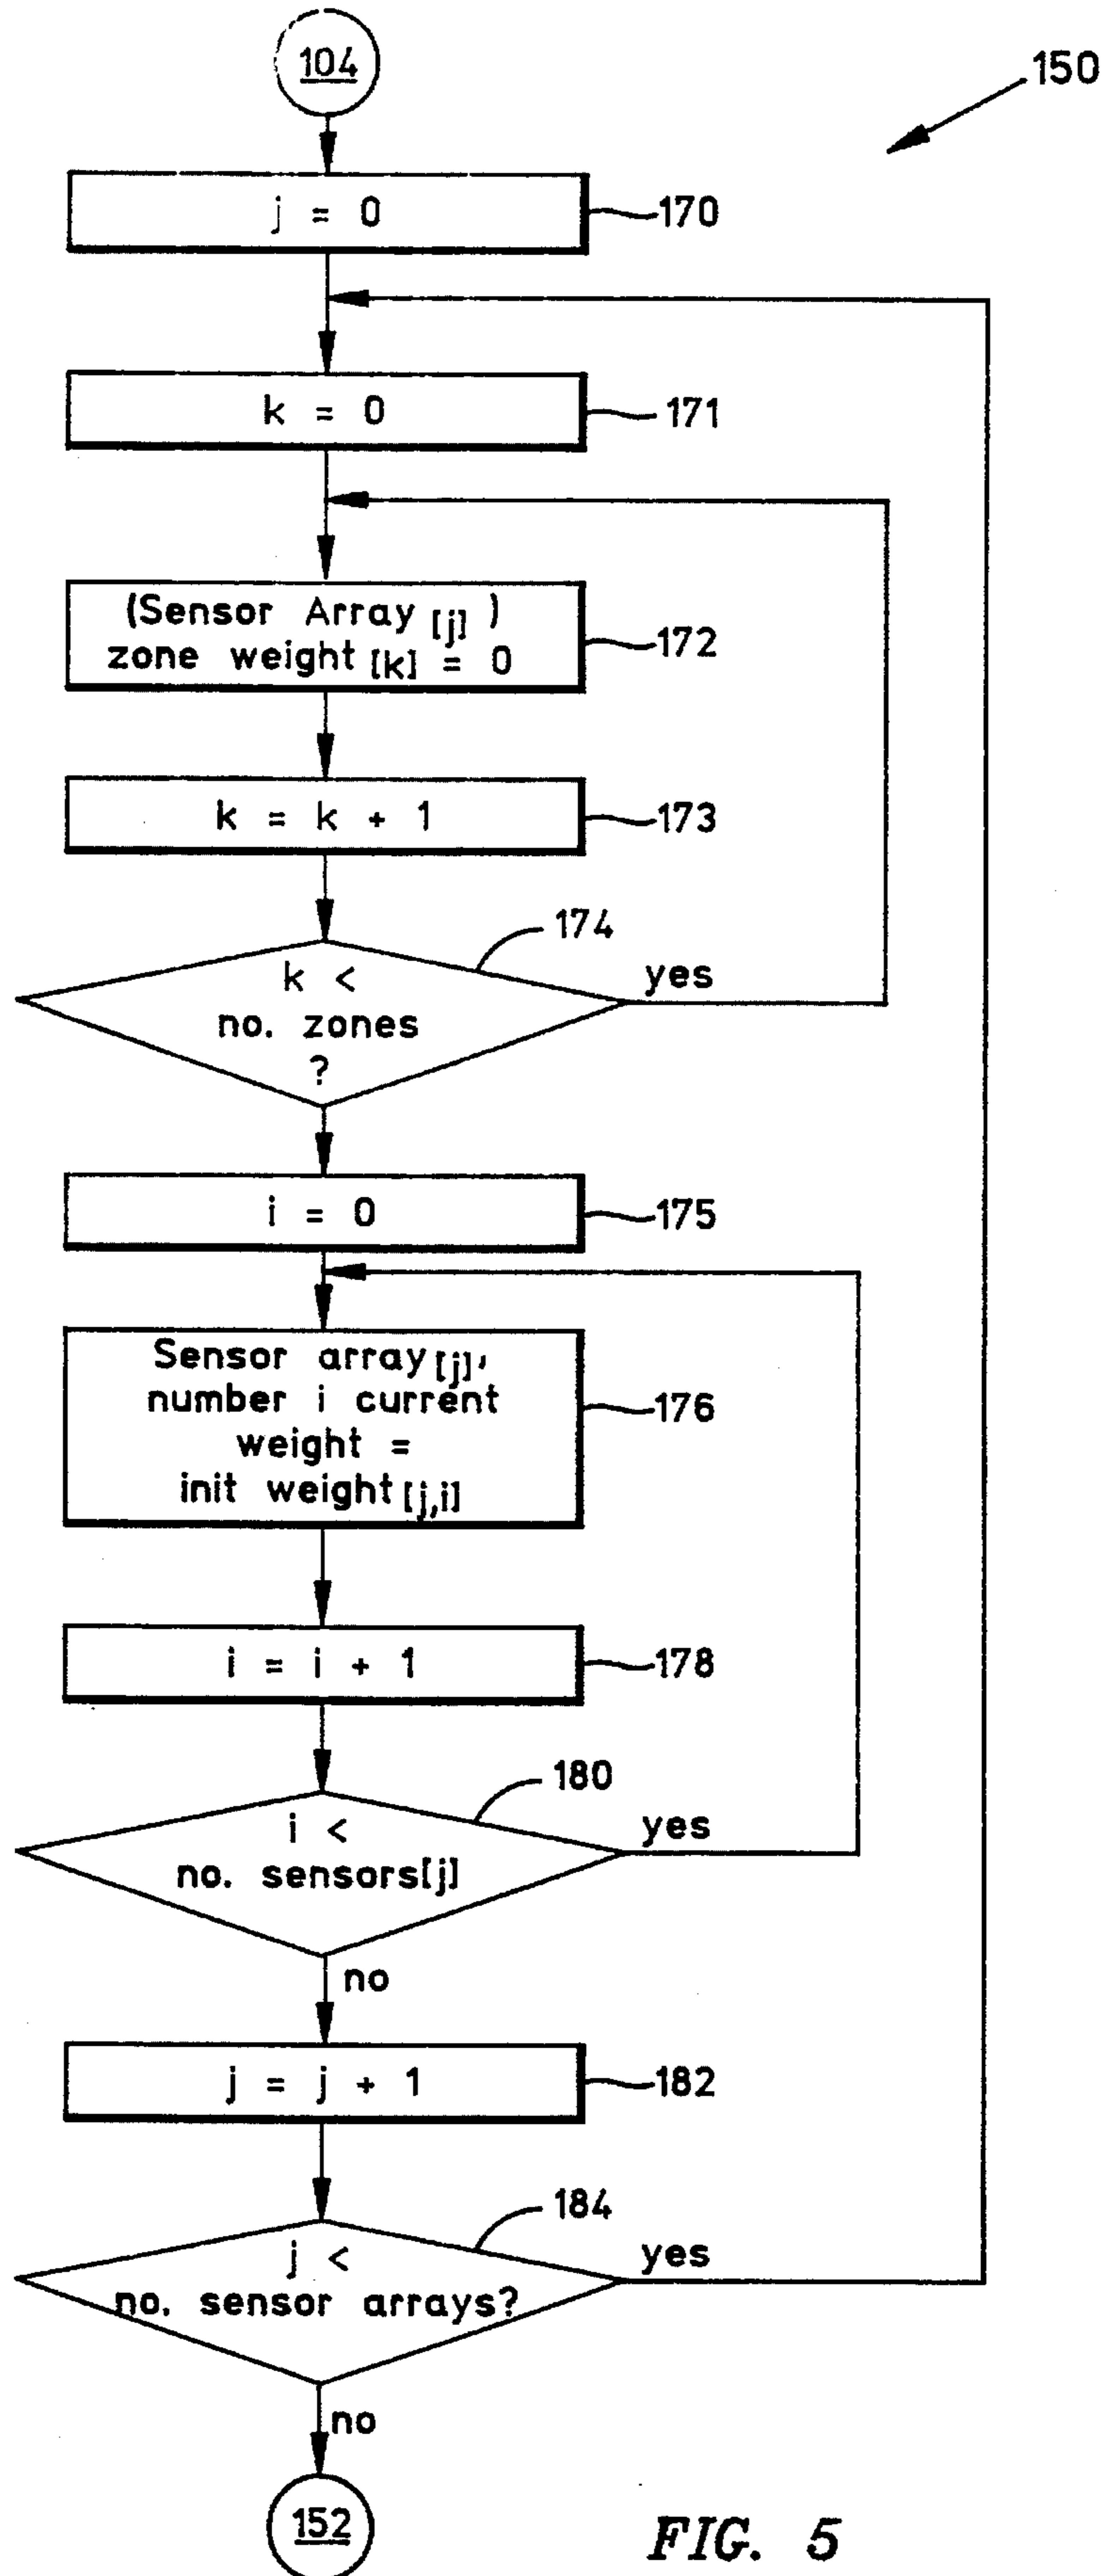 104
150
j = 0
170
k = 0
171
(Sensor Array [j] )
zone weight [k] = 0
172
k = k + 1
173
174
k <
no. zones
?
yes
i = 0
175
Sensor array [j],
number i current
weight =
init weight [j,i]
176
i = i + 1
178
180
i <
no. sensors[j]
yes
no
j = j + 1
182
184
j <
no. sensor arrays?
yes
no
152
FIG. 5